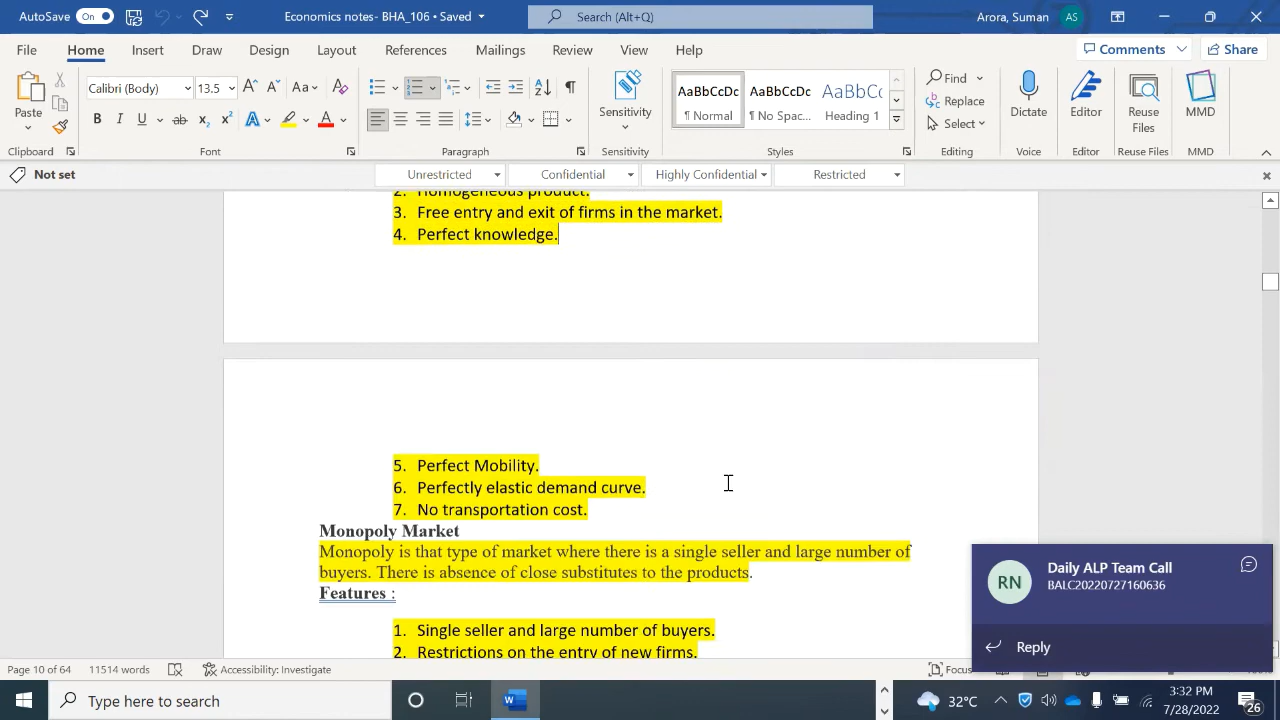 AutoSave On Economics notes- BHA_106 • Saved Search (Alt+Q) Arora, Suman AS
File Home Insert Draw Design Layout References Mailings Review View Help Comments Share
Paste Calibri (Body) 13.5 Aa AaBbCcDc AaBbCcDc AaBbCc Find
Sensitivity Replace Dictate Editor Reuse Files MMD
B I U ab x₂ x² A A ¶ Normal ¶ No Spac... Heading 1 Select
Clipboard Font Paragraph Sensitivity Styles Editing Voice Editor Reuse Files MMD
Not set Unrestricted Confidential Highly Confidential Restricted
2. Homogeneous product.
3. Free entry and exit of firms in the market.
4. Perfect knowledge.
5. Perfect Mobility.
6. Perfectly elastic demand curve.
7. No transportation cost.
Monopoly Market
Monopoly is that type of market where there is a single seller and large number of
buyers. There is absence of close substitutes to the products.
Features :
1. Single seller and large number of buyers.
2. Restrictions on the entry of new firms.
RN Daily ALP Team Call
BALC20220727160636
Reply
Page 10 of 64 11514 words Accessibility: Investigate Focus
Type here to search 32°C 3:32 PM
7/28/2022 26